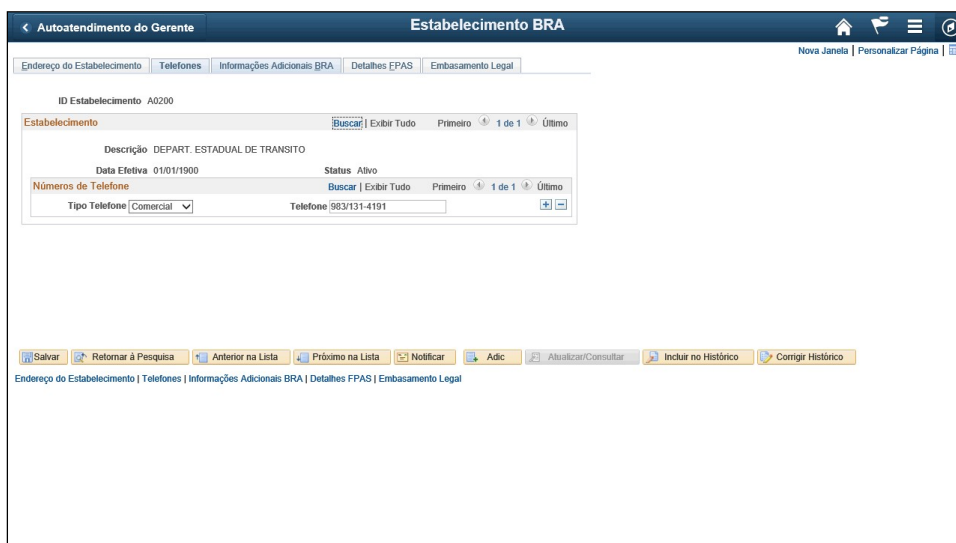 Autoatendimento do Gerente Estabelecimento BRA
Nova Janela | Personalizar Página |
Endereço do Estabelecimento Telefones Informações Adicionais BRA Detalhes FPAS Embasamento Legal
ID Estabelecimento A0200
Estabelecimento Buscar | Exibir Tudo Primeiro 1 de 1 Último
Descrição DEPART. ESTADUAL DE TRANSITO
Data Efetiva 01/01/1900 Status Ativo
Números de Telefone Buscar | Exibir Tudo Primeiro 1 de 1 Último
Tipo Telefone Comercial Telefone 983/131-4191
Salvar Retornar à Pesquisa Anterior na Lista Próximo na Lista Notificar Adic Atualizar/Consultar Incluir no Histórico Corrigir Histórico
Endereço do Estabelecimento | Telefones | Informações Adicionais BRA | Detalhes FPAS | Embasamento Legal